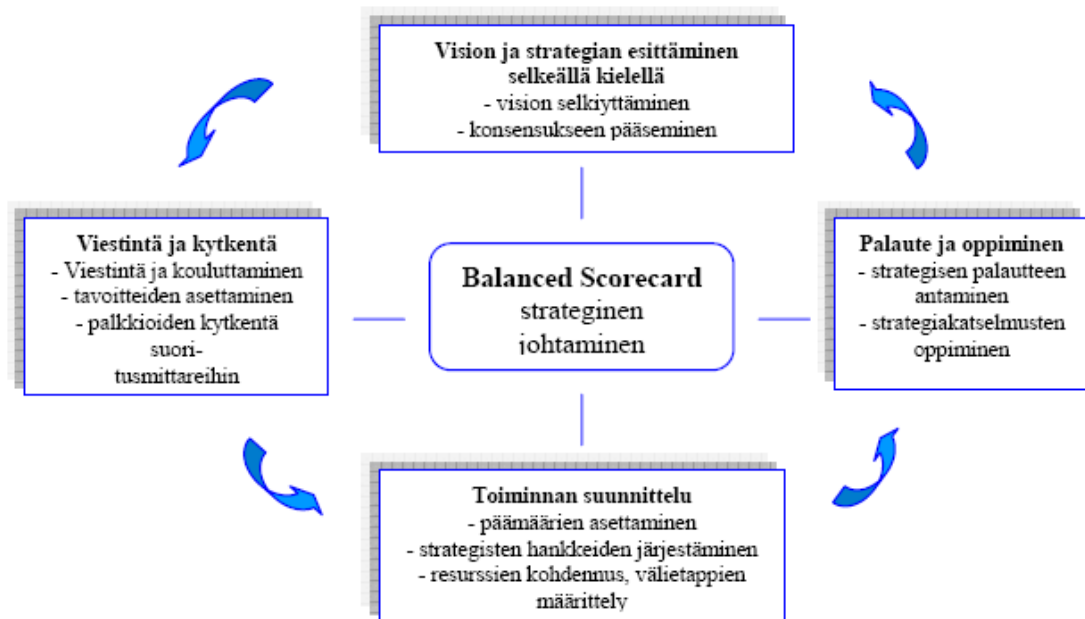 Vision ja strategian esittäminen
selkeällä kielellä
- vision selkiyttäminen
- konsensukseen pääseminen
Viestintä ja kytkentä
- Viestintä ja kouluttaminen
- tavoitteiden asettaminen
- palkkioiden kytkentä
suori-
tusmittareihin
Balanced Scorecard
strateginen
johtaminen
Palaute ja oppiminen
- strategisen palautteen
antaminen
- strategiakatselmusten
oppiminen
Toiminnan suunnittelu
- päämäärien asettaminen
- strategisten hankkeiden järjestäminen
- resurssien kohdennus, välietappien
määrittely